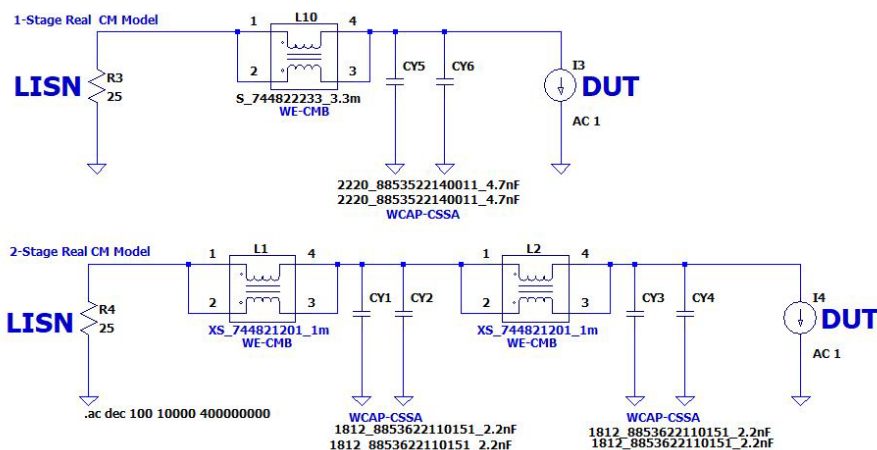 1-Stage Real CM Model
L10
1
4
2
3
LISN
R3
25
S_744822233_3.3m
WE-CMB
CY5
CY6
I3
DUT
AC 1
2220_8853522140011_4.7nF
2220_8853522140011_4.7nF
WCAP-CSSA
2-Stage Real CM Model
L1
1
4
2
3
LISN
R4
25
XS_744821201_1m
WE-CMB
CY1
CY2
L2
1
4
2
3
XS_744821201_1m
WE-CMB
CY3
CY4
I4
DUT
AC 1
.ac dec 100 10000 400000000
WCAP-CSSA
1812_8853622110151_2.2nF
1812_8853622110151_2.2nF
WCAP-CSSA
1812_8853622110151_2.2nF
1812_8853622110151_2.2nF